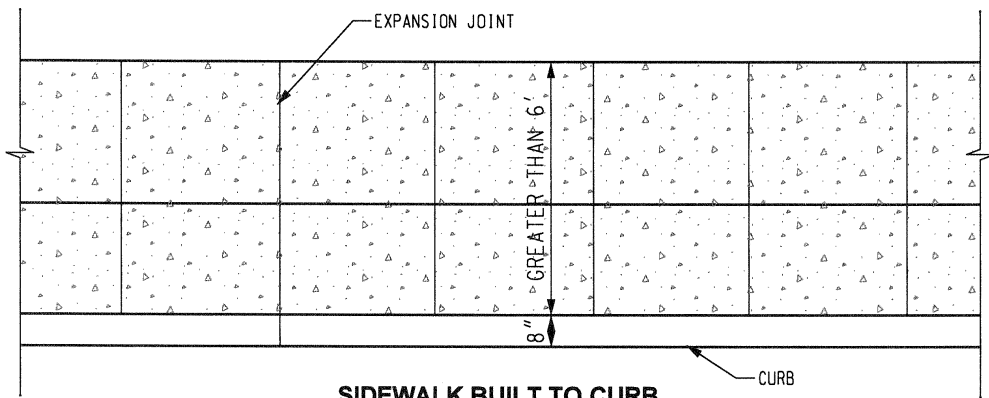 EXPANSION JOINT
GREATER THAN 6'
8"
CURB
SIDEWALK BUILT TO CURB